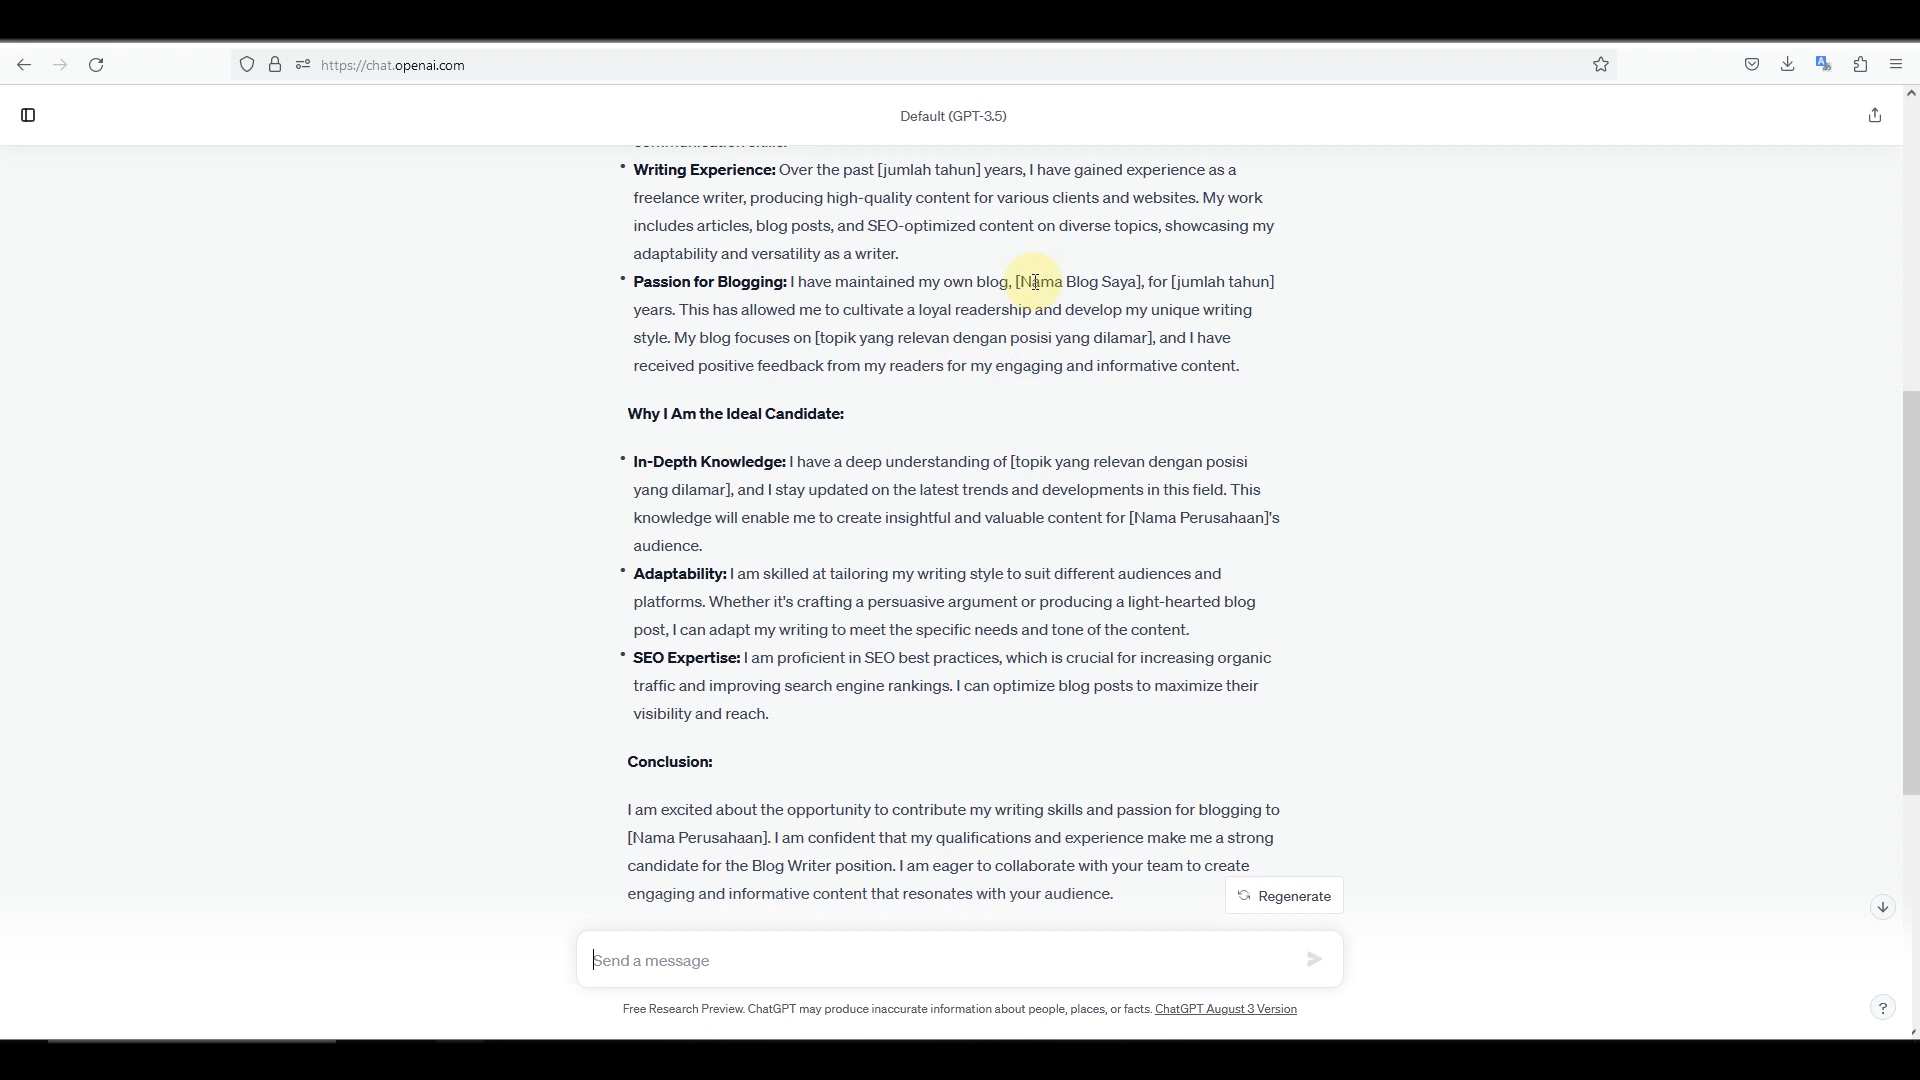 https://chat.openai.com
Default (GPT-3.5)
Writing Experience: Over the past [jumlah tahun] years, I have gained experience as a
freelance writer, producing high-quality content for various clients and websites. My work
includes articles, blog posts, and SEO-optimized content on diverse topics, showcasing my
adaptability and versatility as a writer.
Passion for Blogging: I have maintained my own blog, [Nama Blog Saya], for [jumlah tahun]
years. This has allowed me to cultivate a loyal readership and develop my unique writing
style. My blog focuses on [topik yang relevan dengan posisi yang dilamar], and I have
received positive feedback from my readers for my engaging and informative content.
Why I Am the Ideal Candidate:
In-Depth Knowledge: I have a deep understanding of [topik yang relevan dengan posisi
yang dilamar], and I stay updated on the latest trends and developments in this field. This
knowledge will enable me to create insightful and valuable content for [Nama Perusahaan]'s
audience.
Adaptability: I am skilled at tailoring my writing style to suit different audiences and
platforms. Whether it's crafting a persuasive argument or producing a light-hearted blog
post, I can adapt my writing to meet the specific needs and tone of the content.
SEO Expertise: I am proficient in SEO best practices, which is crucial for increasing organic
traffic and improving search engine rankings. I can optimize blog posts to maximize their
visibility and reach.
Conclusion:
I am excited about the opportunity to contribute my writing skills and passion for blogging to
[Nama Perusahaan]. I am confident that my qualifications and experience make me a strong
candidate for the Blog Writer position. I am eager to collaborate with your team to create
engaging and informative content that resonates with your audience.
Regenerate
Send a message
Free Research Preview. ChatGPT may produce inaccurate information about people, places, or facts. ChatGPT August 3 Version
?